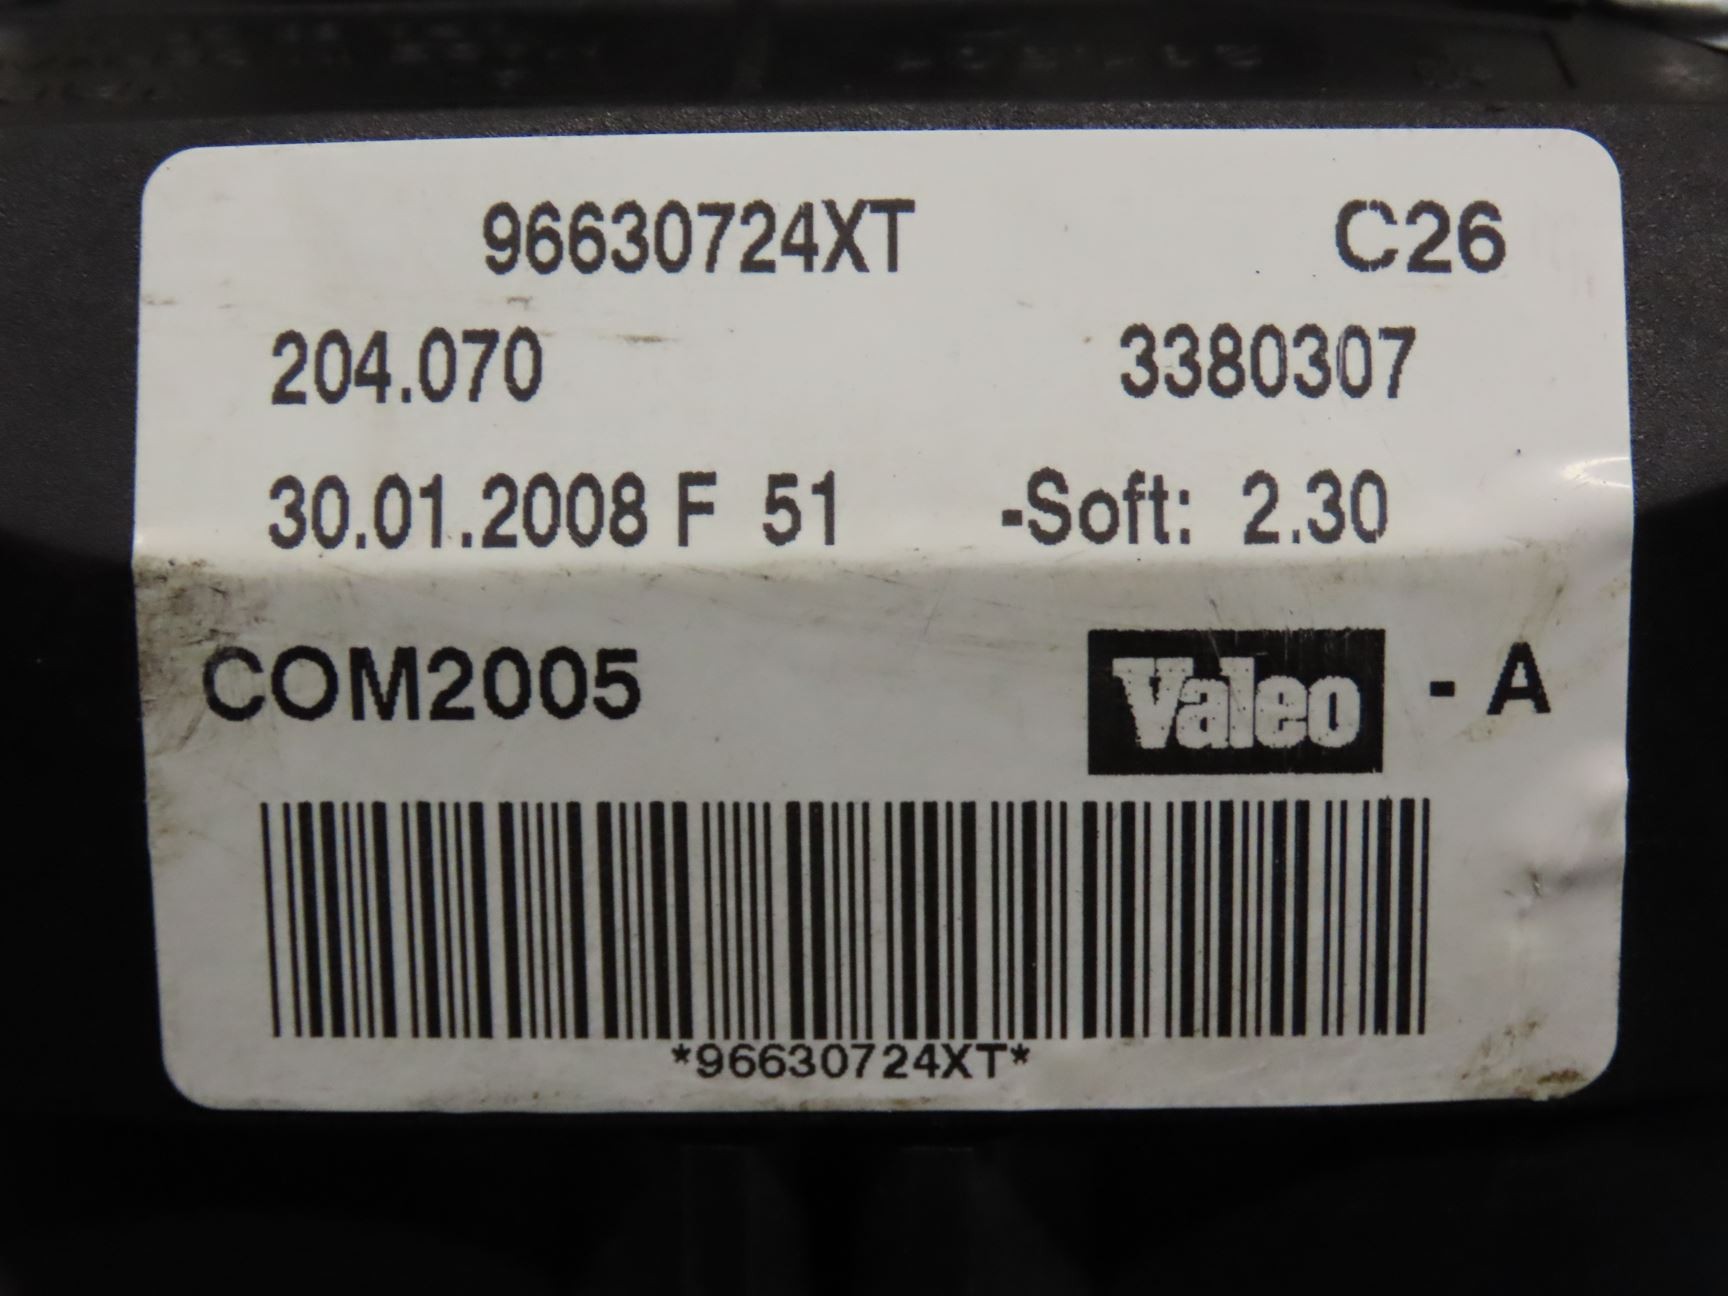 96630724XT C26
204.070 3380307
30.01.2008 F 51 -Soft: 2.30
COM2005 Valeo - A
*96630724XT*